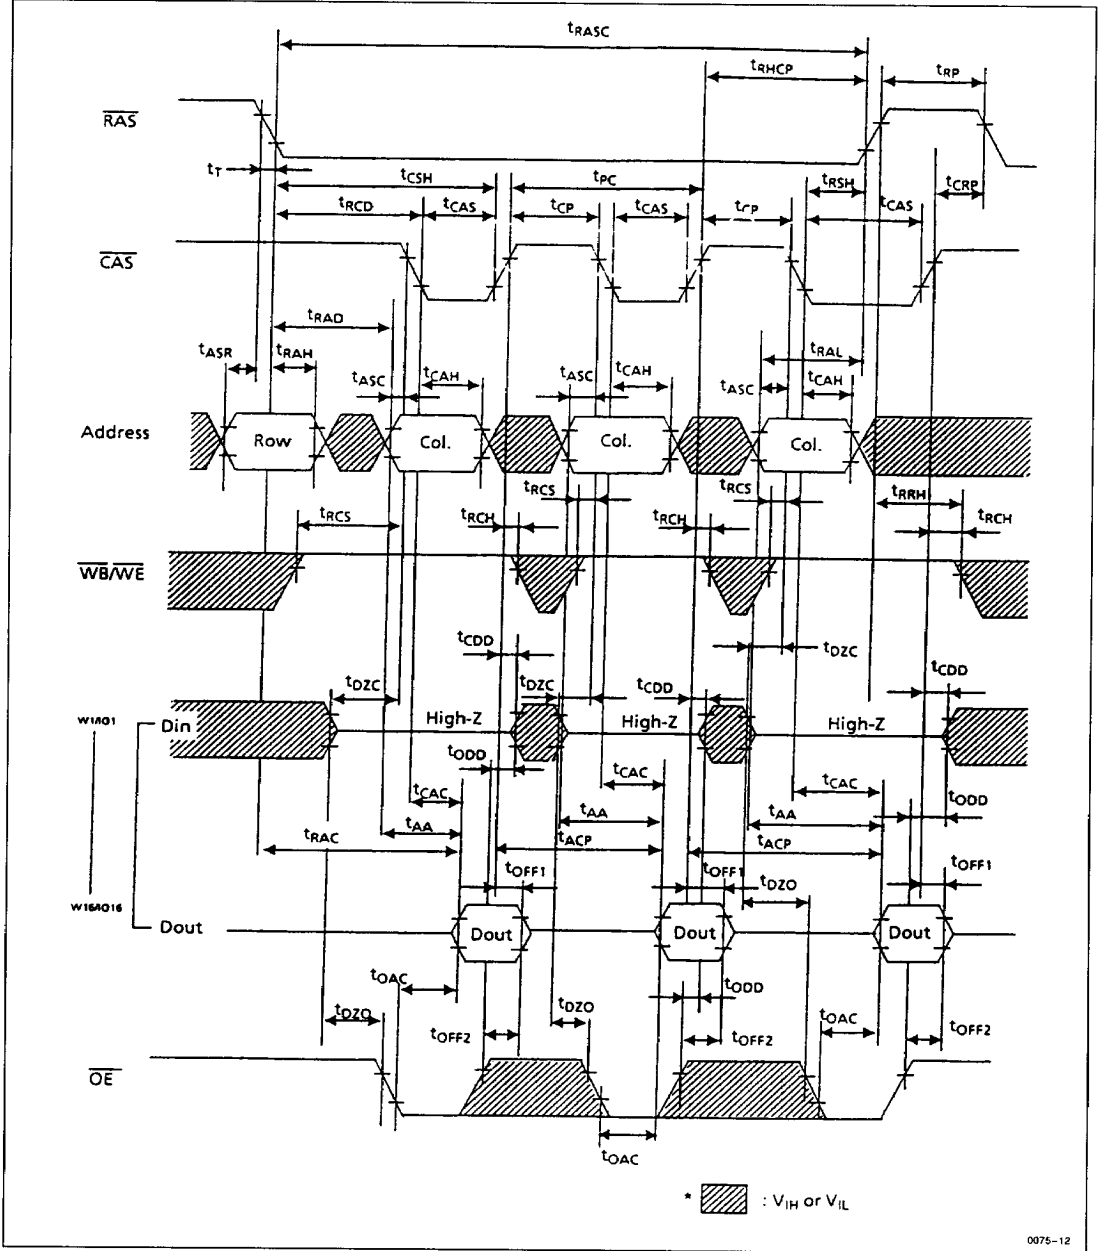 tRASC
tRHCP
tRP
RAS
tT
tCSH
tPC
tRSH
tCRP
tRCD
tCAS
tCP
tCAS
tCP
tCAS
CAS
tRAD
tASR
tRAH
tRAL
tASC
tCAH
tASC
tCAH
tASC
tCAH
Address
Row
Col.
Col.
Col.
tRCS
tRCS
tRRH
tRCS
tRCH
tRCH
tRCH
WB/WE
tCDD
tDZC
tDZC
tDZC
tCDD
tCDD
W1/IO1
Din
High-Z
High-Z
High-Z
tODD
tCAC
tCAC
tCAC
tODD
tAA
tAA
tAA
tRAC
tACP
tACP
tOFF1
tOFF1
tDZO
tOFF1
W16/IO16
Dout
Dout
Dout
Dout
tOAC
tODD
tDZO
tDZO
tOAC
tOFF2
tOFF2
tOFF2
OE
tOAC
* : VIH or VIL
0075-12